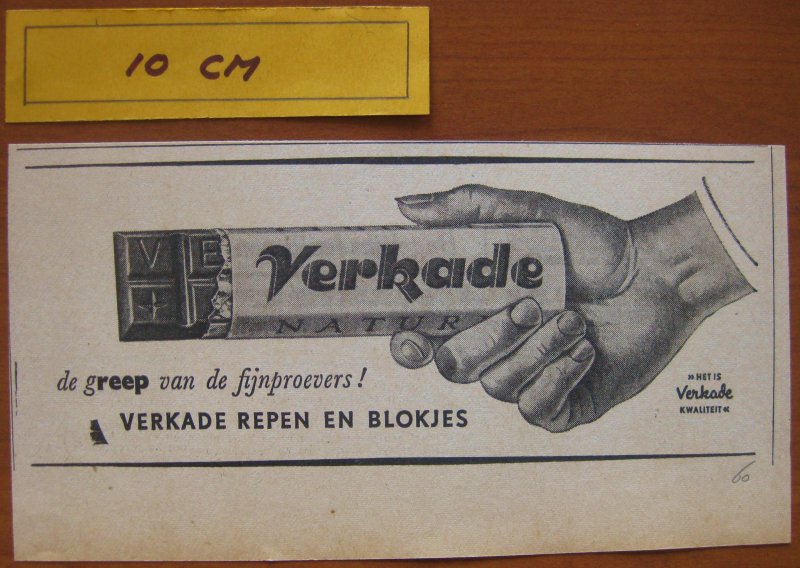 10 CM
VE
Verkade
NATUR
de greep van de fijnproevers!
VERKADE REPEN EN BLOKJES
»HET IS
Verkade
KWALITEIT«
60